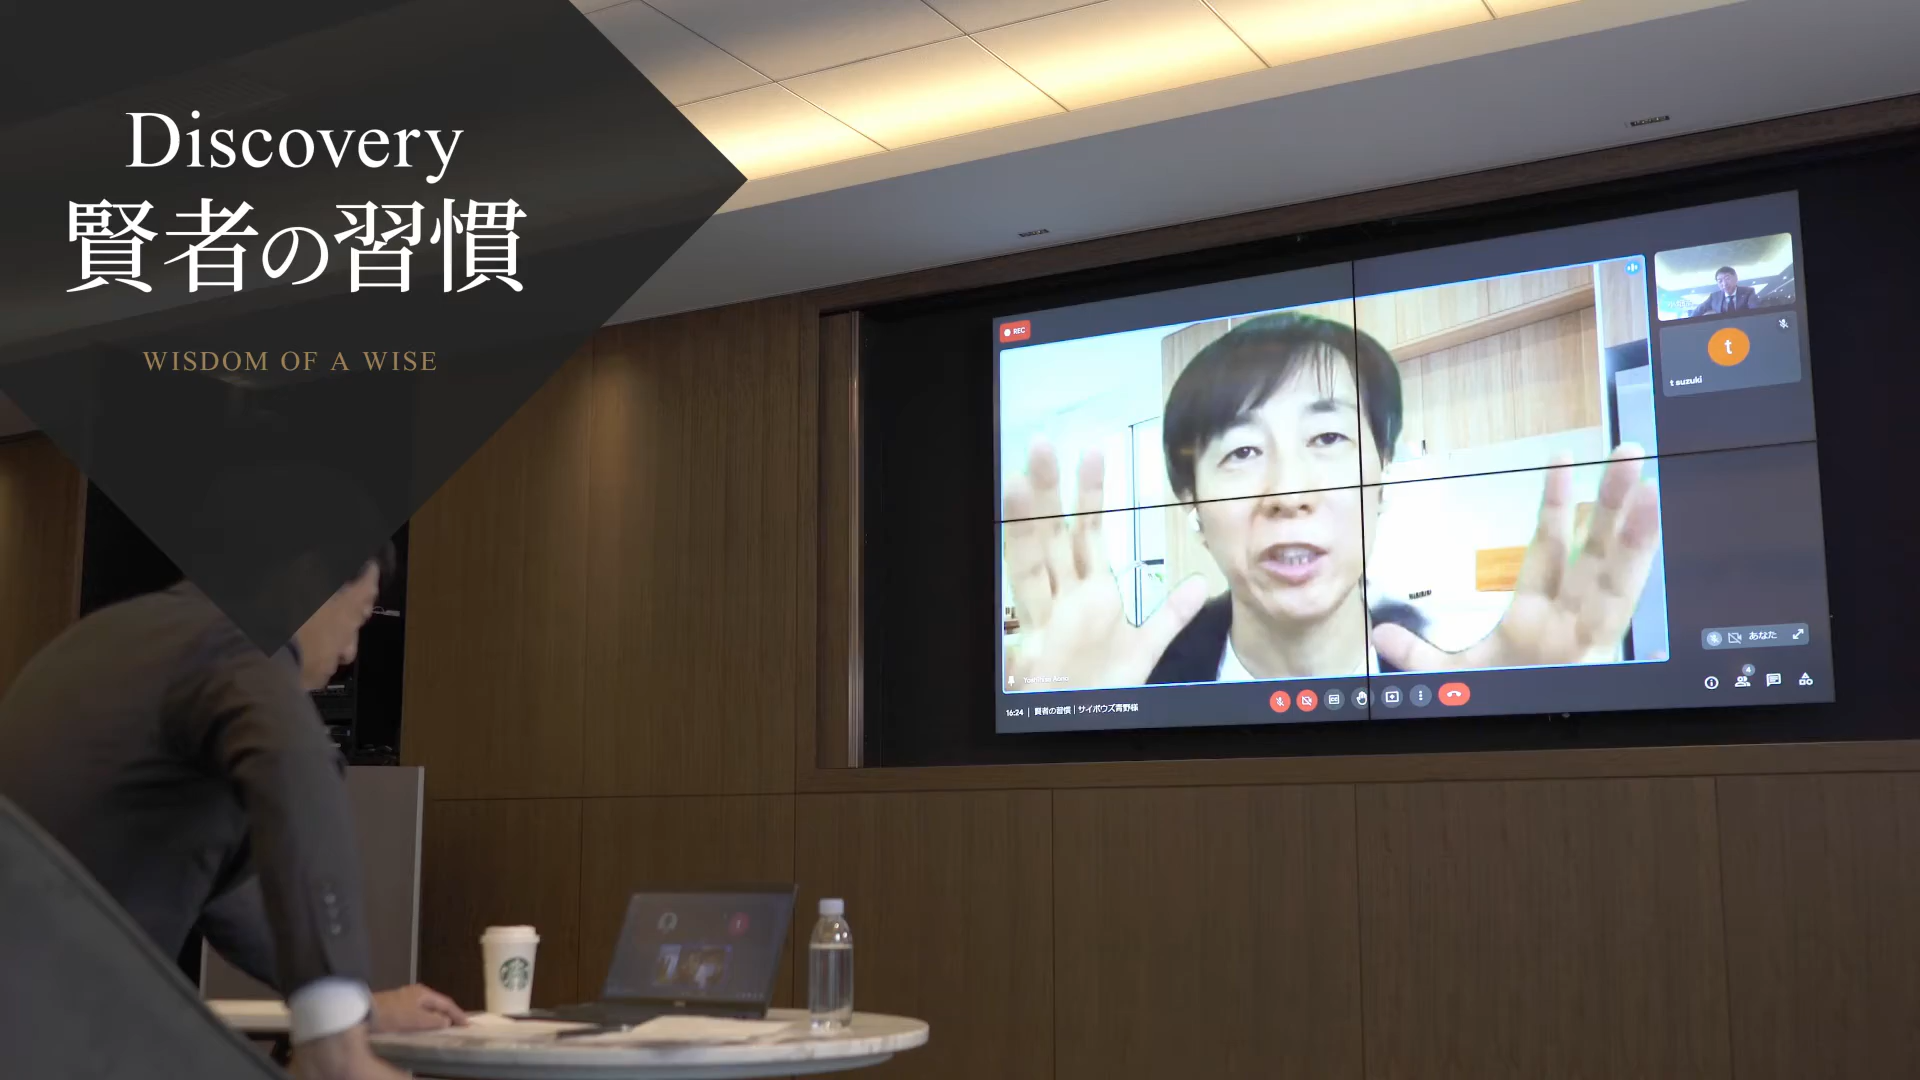 Discovery
賢者の習慣
WISDOM OF A WISE
REC
t
t suzuki
あなた
4
16:24 | 賢者の習慣 | サイボウズ青野様